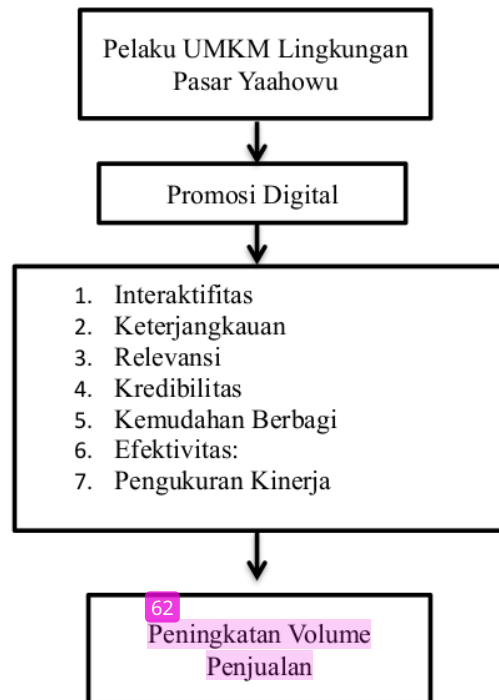 Pelaku UMKM Lingkungan
Pasar Yaahowu
Promosi Digital
1. Interaktifitas
2. Keterjangkauan
3. Relevansi
4. Kredibilitas
5. Kemudahan Berbagi
6. Efektivitas:
7. Pengukuran Kinerja
62
Peningkatan Volume
Penjualan